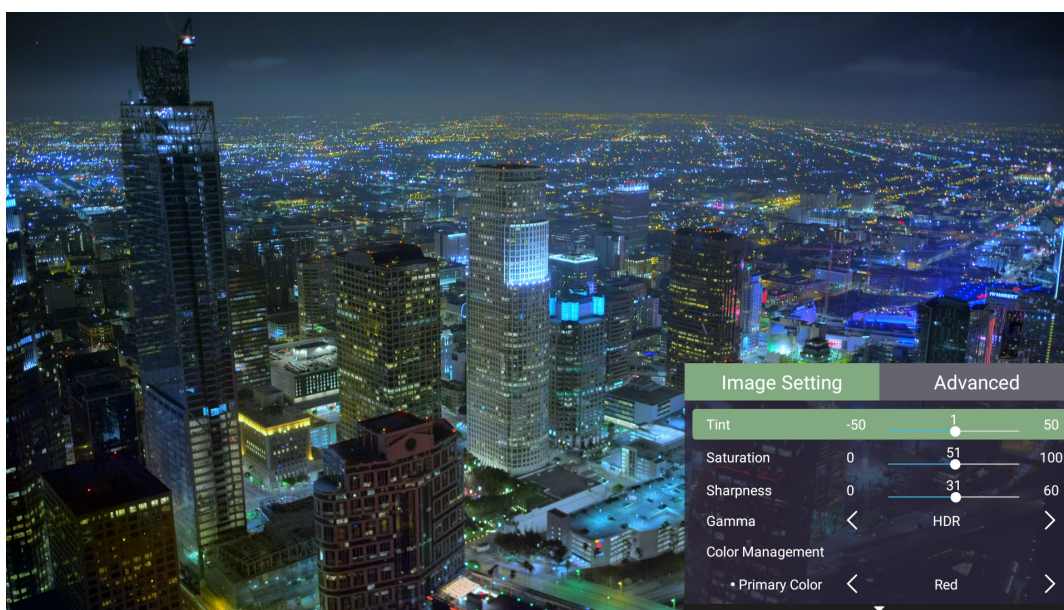 Image Setting Advanced
Tint -50 1 50
Saturation 0 51 100
Sharpness 0 31 60
Gamma < HDR >
Color Management
• Primary Color < Red >